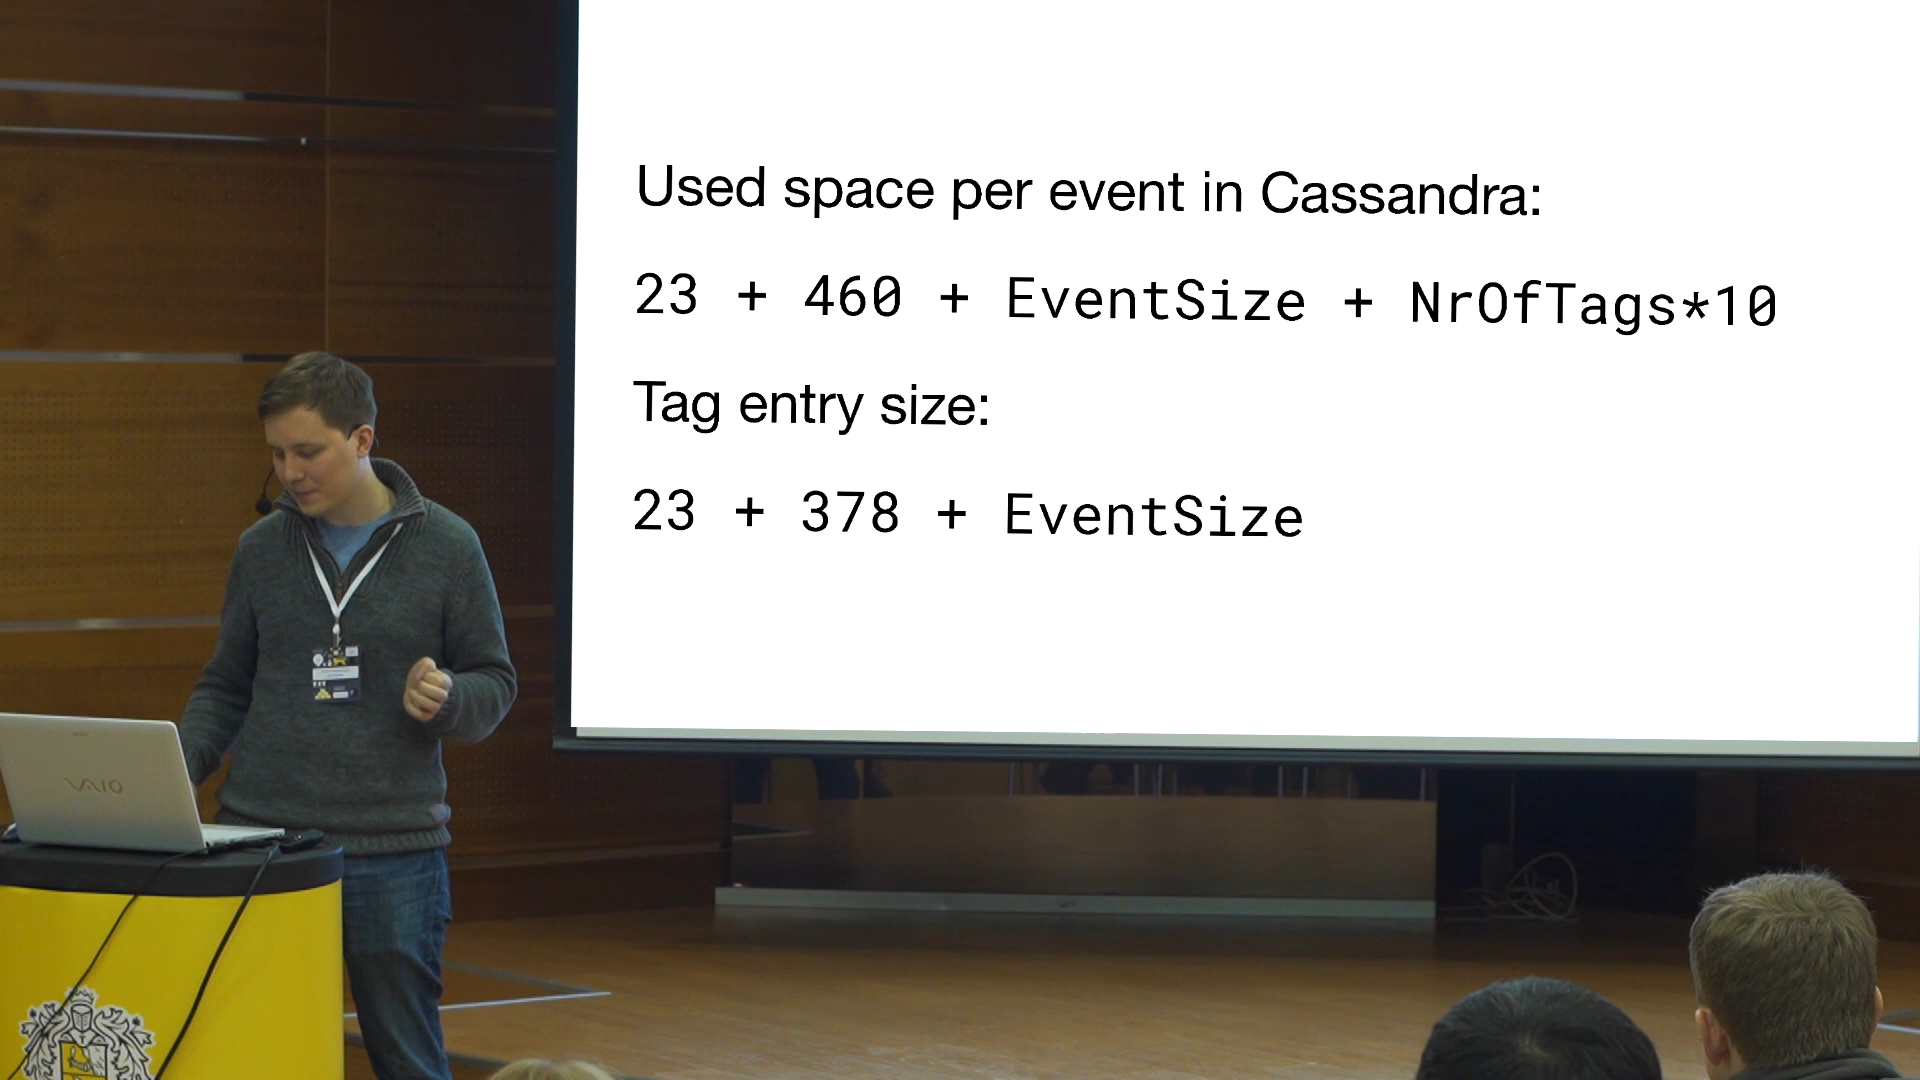 Used space per event in Cassandra:
23 + 460 + EventSize + NrOfTags*10
Tag entry size:
23 + 378 + EventSize
VAIO